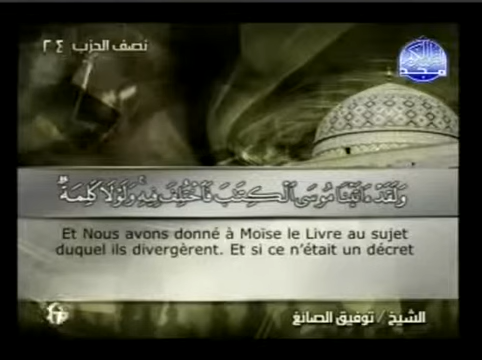 نصف الحزب ٢٤
مجد
وَلَقَدْ ءَاتَيْنَا مُوسَى ٱلْكِتَٰبَ فَٱخْتُلِفَ فِيهِ ۚ وَلَوْلَا كَلِمَةٌ
Et Nous avons donné à Moïse le Livre au sujet
duquel ils divergèrent. Et si ce n'était un décret
الشيخ / توفيق الصائغ